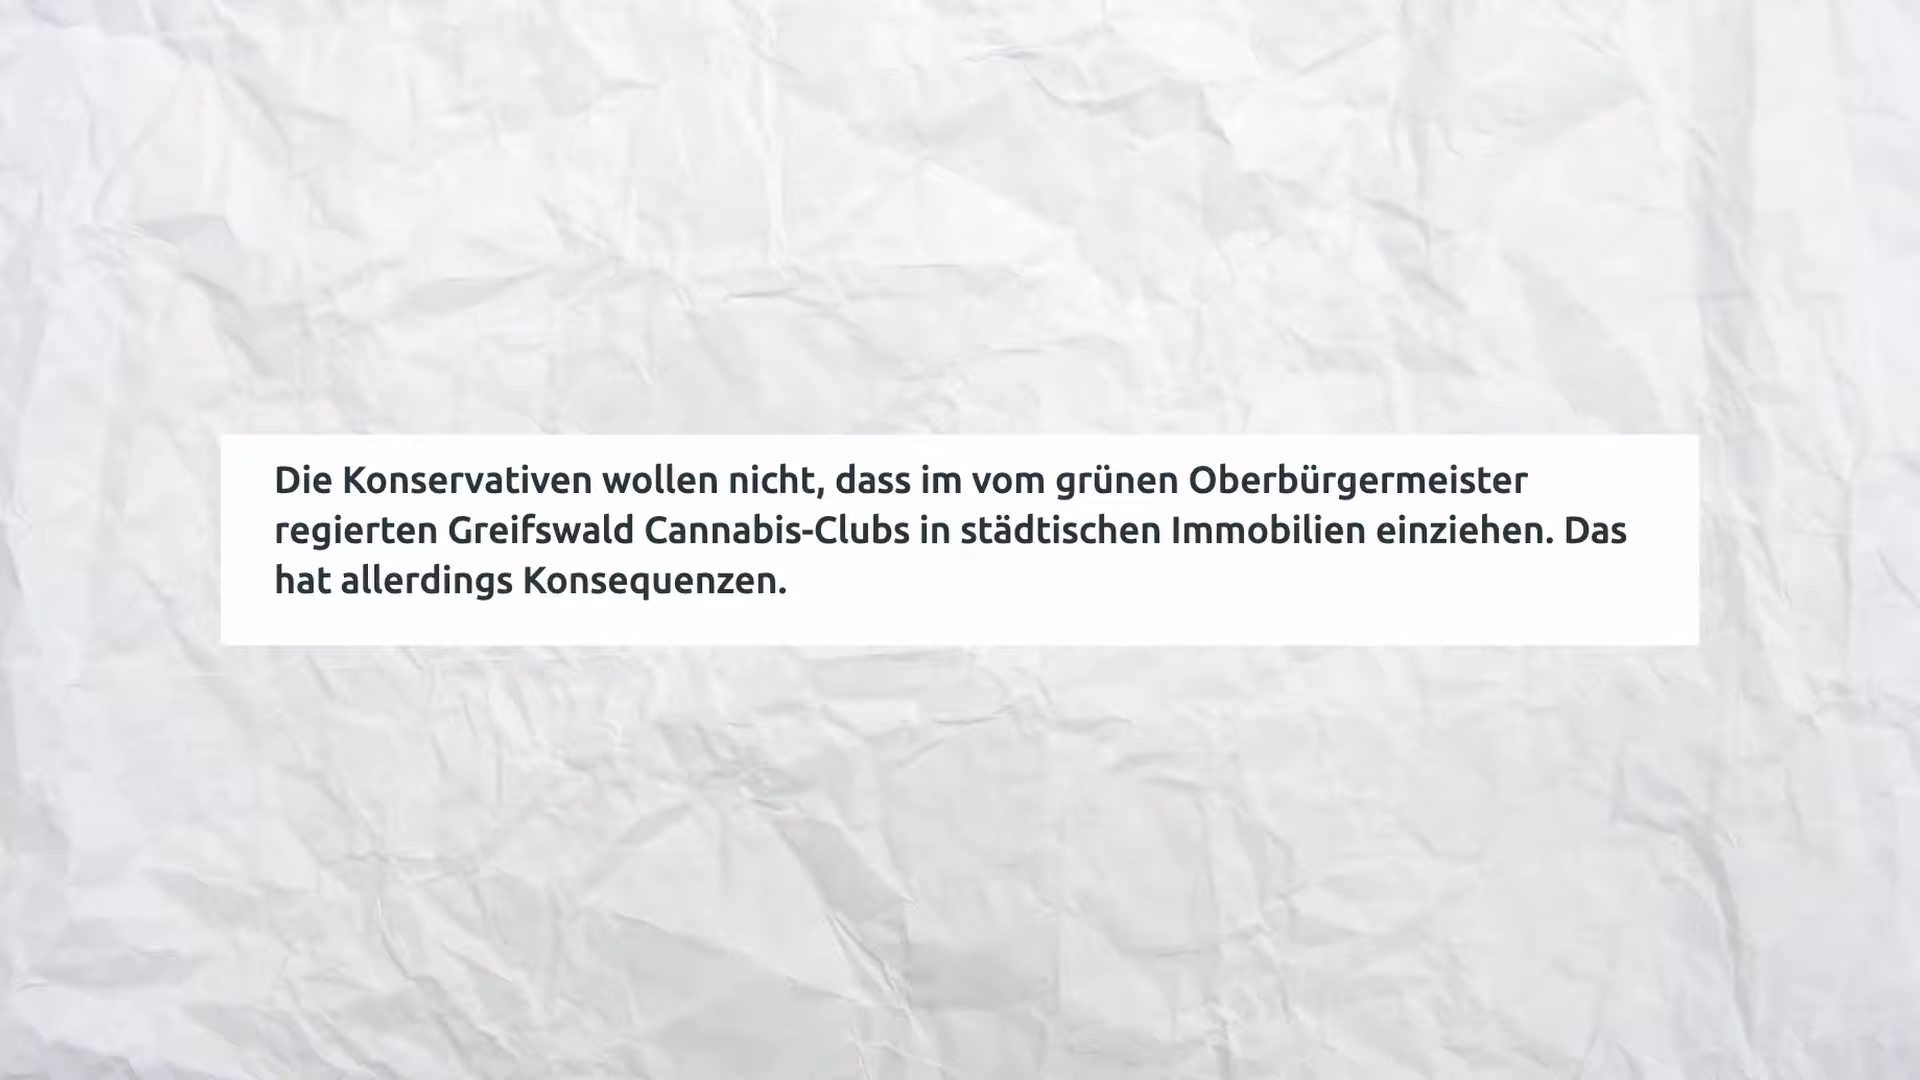 Die Konservativen wollen nicht, dass im vom grünen Oberbürgermeister
regierten Greifswald Cannabis-Clubs in städtischen Immobilien einziehen. Das
hat allerdings Konsequenzen.